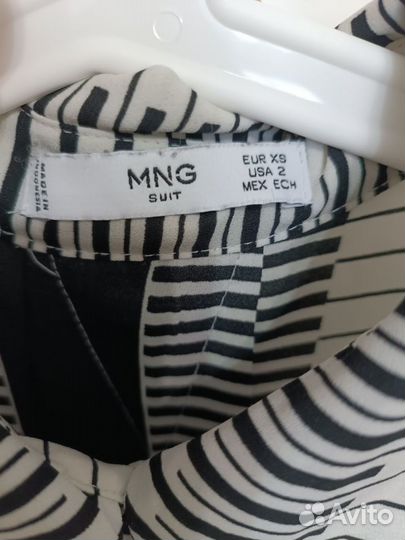 MADE IN
INDONESIA
MNG
SUIT
EUR XS
USA 2
MEX ECH
Avito